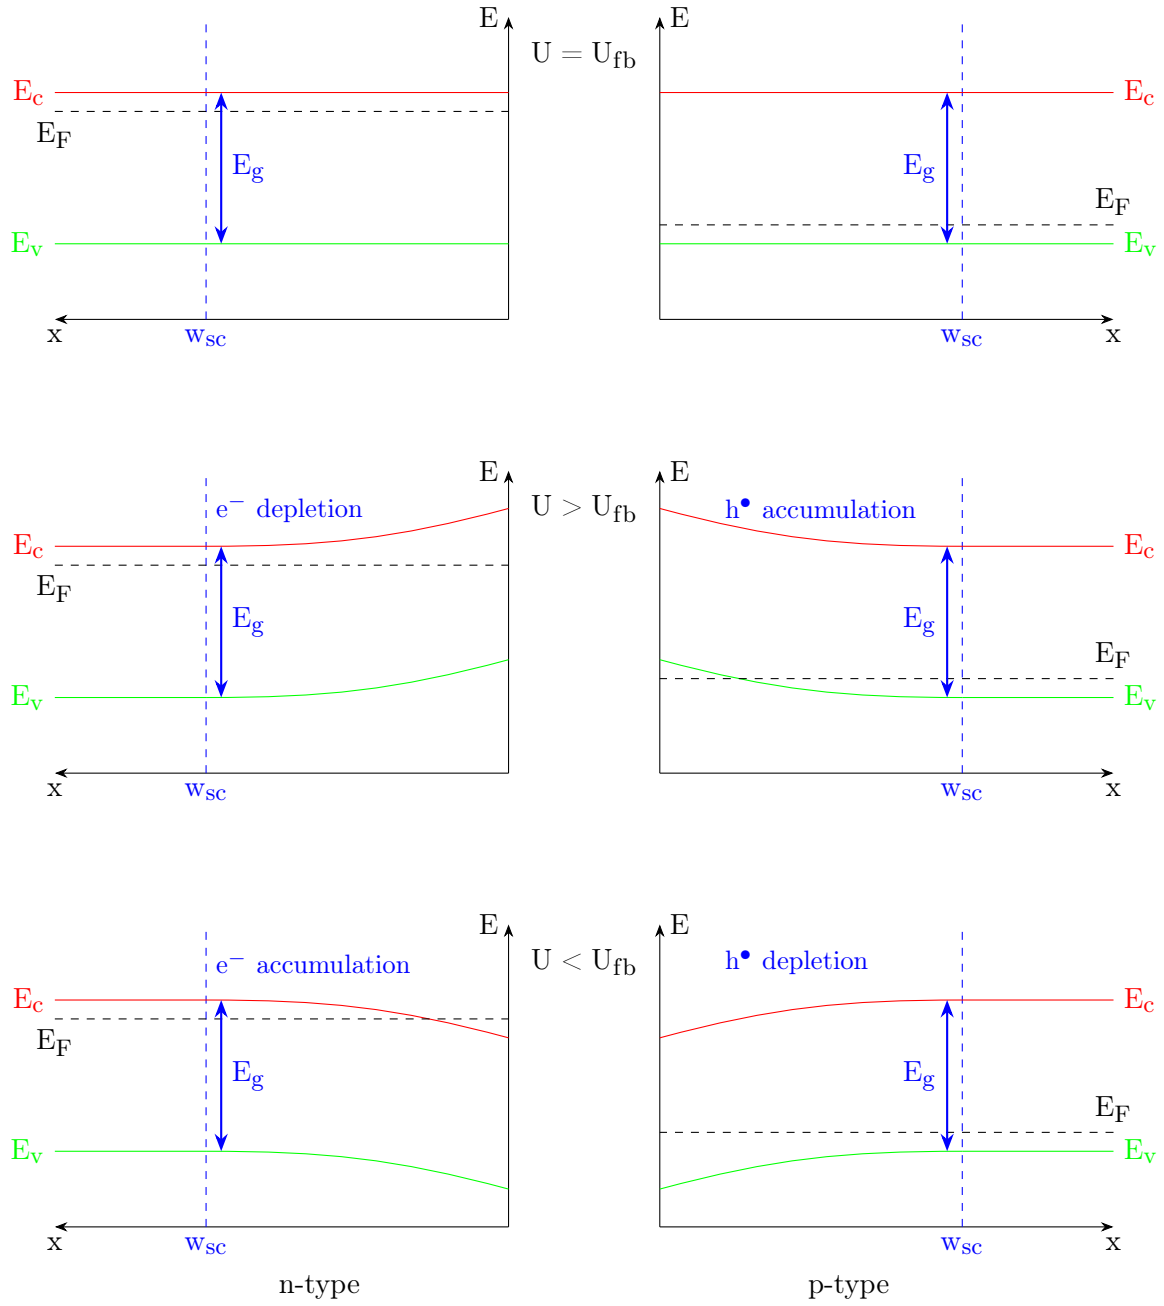 E U = U_fb E
E_c E_c
E_F
E_g E_g
E_F
E_v E_v
x w_sc w_sc x
E U > U_fb E
e⁻ depletion h• accumulation
E_c E_c
E_F
E_g E_g
E_F
E_v E_v
x w_sc w_sc x
E U < U_fb E
e⁻ accumulation h• depletion
E_c E_c
E_F
E_g E_g
E_F
E_v E_v
x w_sc w_sc x
n-type p-type